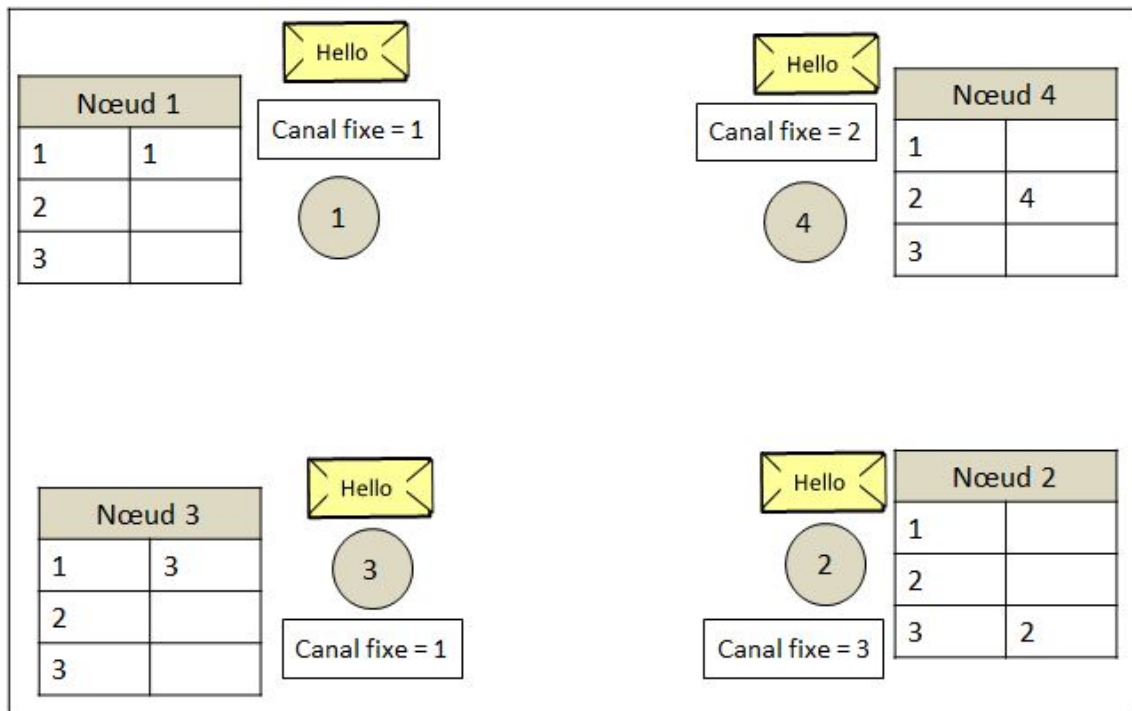 Hello
Nœud 1
Canal fixe = 1
1 1
2
3
1
Hello
Canal fixe = 2
4
Nœud 4
1
2 4
3
Nœud 3
1 3
2
3
Hello
3
Canal fixe = 1
Hello
2
Canal fixe = 3
Nœud 2
1
2
3 2